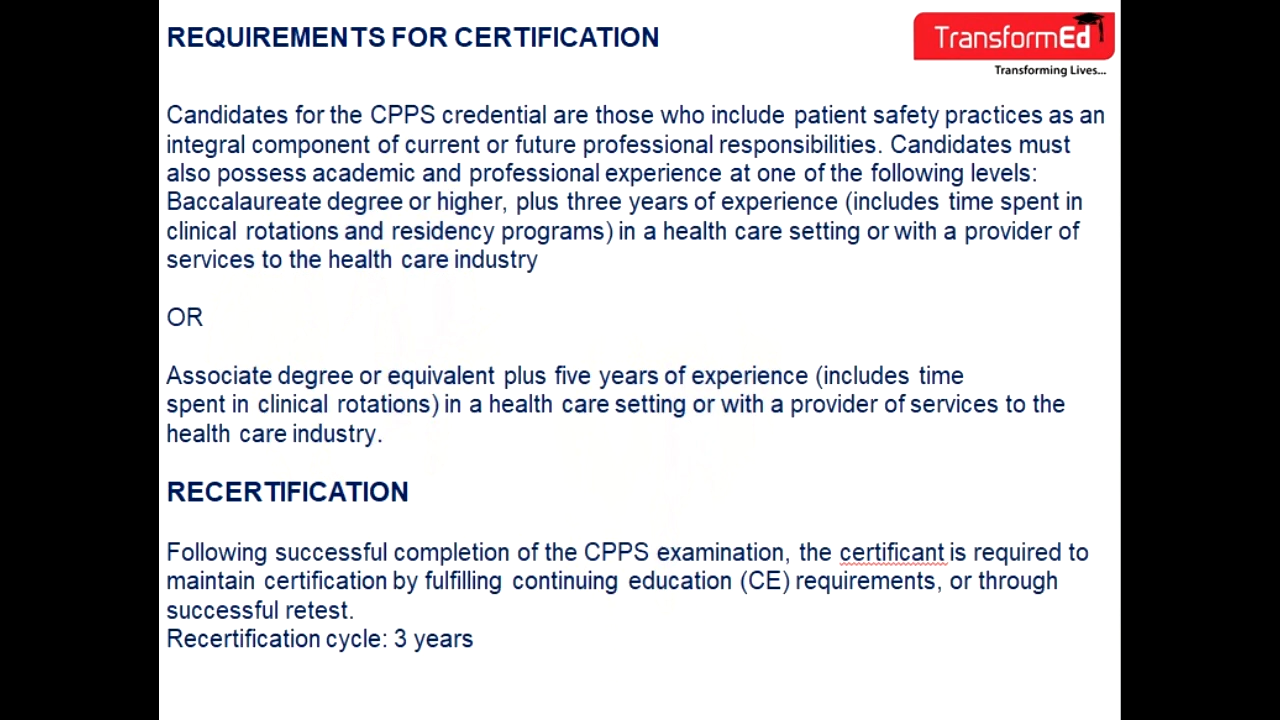 REQUIREMENTS FOR CERTIFICATION
TransformEd
Transforming Lives...
Candidates for the CPPS credential are those who include patient safety practices as an
integral component of current or future professional responsibilities. Candidates must
also possess academic and professional experience at one of the following levels:
Baccalaureate degree or higher, plus three years of experience (includes time spent in
clinical rotations and residency programs) in a health care setting or with a provider of
services to the health care industry
OR
Associate degree or equivalent plus five years of experience (includes time
spent in clinical rotations) in a health care setting or with a provider of services to the
health care industry.
RECERTIFICATION
Following successful completion of the CPPS examination, the certificant is required to
maintain certification by fulfilling continuing education (CE) requirements, or through
successful retest.
Recertification cycle: 3 years